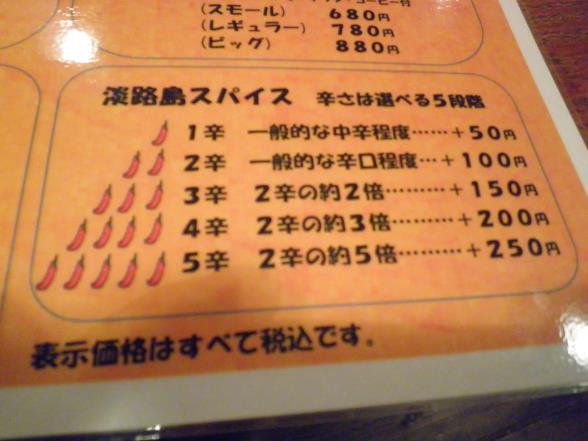 コーヒー付
(スモール) 680円
(レギュラー) 780円
(ビッグ) 880円
淡路島スパイス 辛さは選べる5段階
1辛 一般的な中辛程度……+50円
2辛 一般的な辛口程度…+100円
3辛 2辛の約2倍………+150円
4辛 2辛の約3倍………+200円
5辛 2辛の約5倍………+250円
表示価格はすべて税込です。